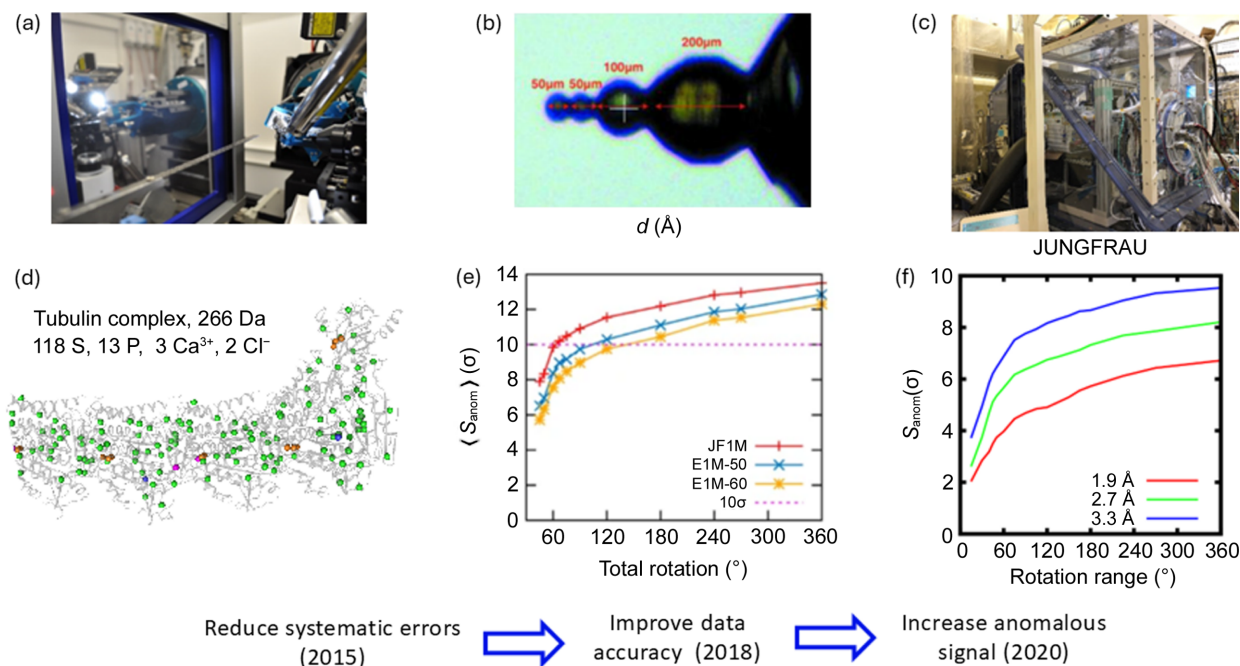 (a)
(b)
50μm 50μm 100μm 200μm
d (Å)
(c)
JUNGFRAU
(d)
Tubulin complex, 266 Da
118 S, 13 P, 3 Ca³⁺, 2 Cl⁻
(e)
⟨ Sanom ⟩ (σ)
14
12
10
8
6
4
2
0
JF1M
E1M-50
E1M-60
10σ
0 60 120 180 240 300 360
Total rotation (°)
(f)
Sanom(σ)
10
8
6
4
2
0
1.9 Å
2.7 Å
3.3 Å
0 60 120 180 240 300 360
Rotation range (°)
Reduce systematic errors
(2015)
Improve data
accuracy (2018)
Increase anomalous
signal (2020)